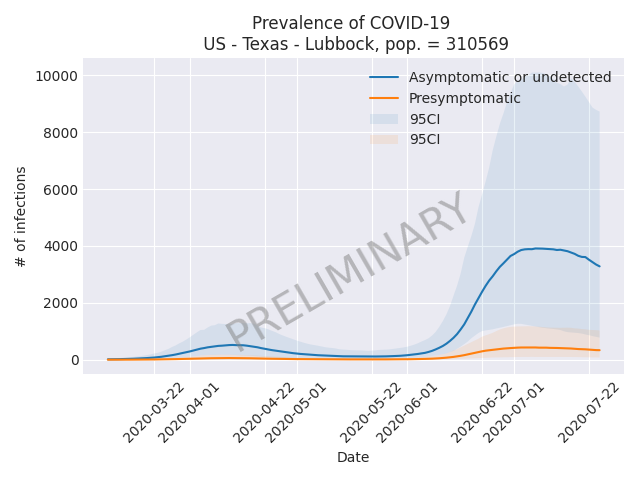 Prevalence of COVID-19
US - Texas - Lubbock, pop. = 310569
Asymptomatic or undetected
Presymptomatic
95CI
95CI
10000
8000
6000
4000
2000
0
# of infections
PRELIMINARY
2020-03-22
2020-04-01
2020-04-22
2020-05-01
2020-05-22
2020-06-01
2020-06-22
2020-07-01
2020-07-22
Date